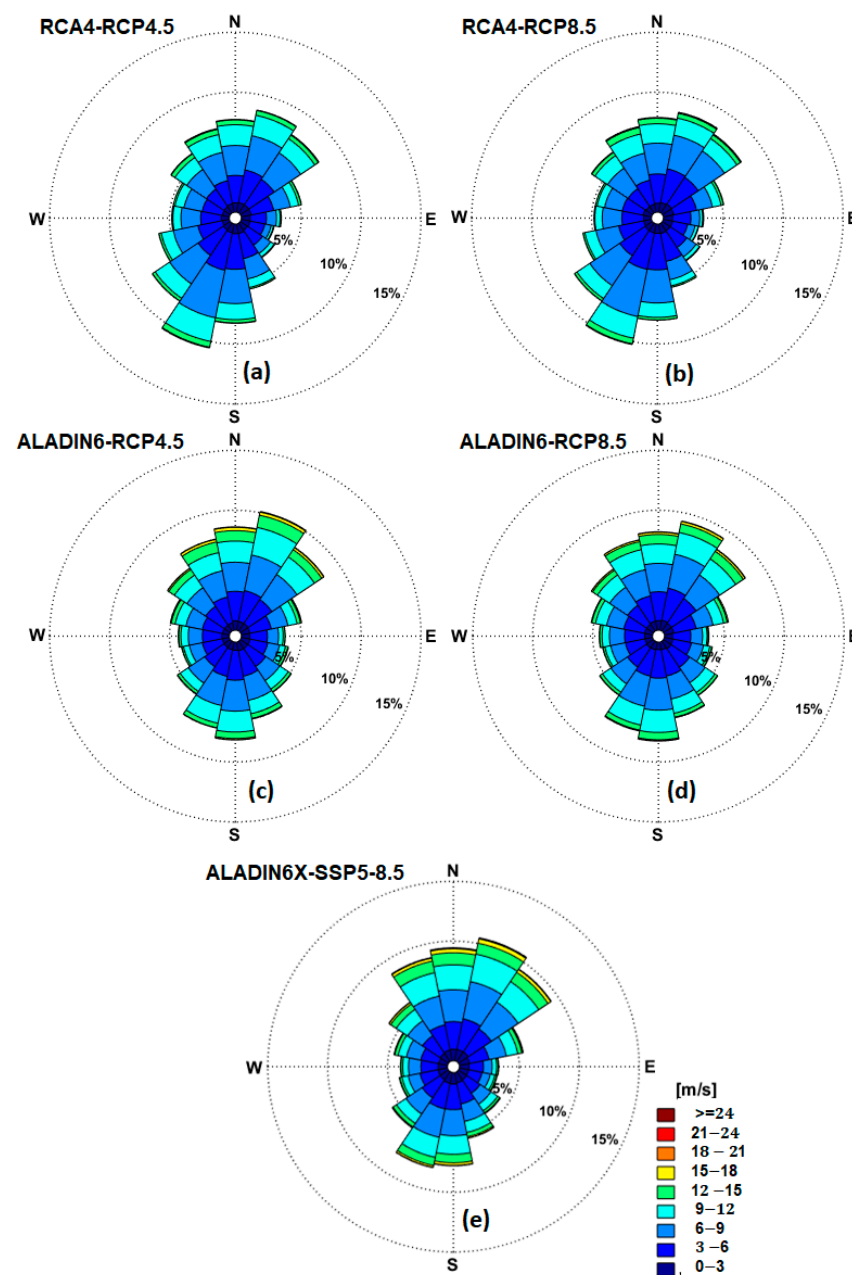 RCA4-RCP4.5
N
W
E
S
5%
10%
15%
(a)
RCA4-RCP8.5
N
W
E
S
5%
10%
15%
(b)
ALADIN6-RCP4.5
N
W
E
S
5%
10%
15%
(c)
ALADIN6-RCP8.5
N
W
E
S
5%
10%
15%
(d)
ALADIN6X-SSP5-8.5
N
W
E
S
5%
10%
15%
(e)
[m/s]
>=24
21–24
18 – 21
15–18
12 –15
9–12
6–9
3 –6
0–3